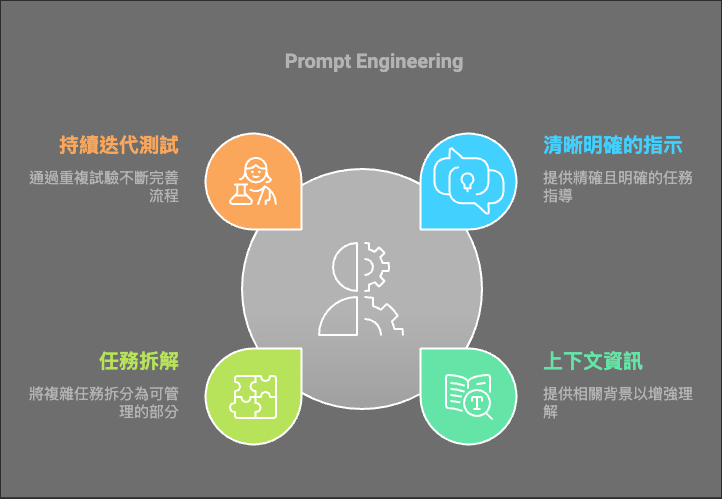 Prompt Engineering
持續迭代測試
通過重複試驗不斷完善
流程
清晰明確的指示
提供精確且明確的任務
指導
任務拆解
將複雜任務拆分為可管
理的部分
上下文資訊
提供相關背景以增強理
解
T